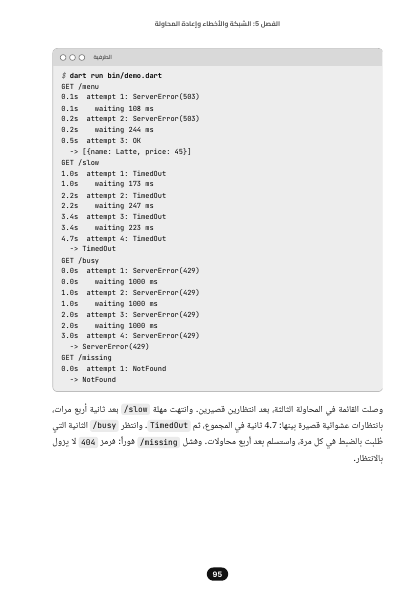 الفصل 5: الشبكة والأخطاء وإعادة المحاولة
الطرفية
$ dart run bin/demo.dart
GET /menu
0.1s  attempt 1: ServerError(503)
0.1s    waiting 108 ms
0.2s  attempt 2: ServerError(503)
0.2s    waiting 244 ms
0.5s  attempt 3: OK
  -> [{name: Latte, price: 45}]
GET /slow
1.0s  attempt 1: TimedOut
1.0s    waiting 173 ms
2.2s  attempt 2: TimedOut
2.2s    waiting 247 ms
3.4s  attempt 3: TimedOut
3.4s    waiting 223 ms
4.7s  attempt 4: TimedOut
  -> TimedOut
GET /busy
0.0s  attempt 1: ServerError(429)
0.0s    waiting 1000 ms
1.0s  attempt 2: ServerError(429)
1.0s    waiting 1000 ms
2.0s  attempt 3: ServerError(429)
2.0s    waiting 1000 ms
3.0s  attempt 4: ServerError(429)
  -> ServerError(429)
GET /missing
0.0s  attempt 1: NotFound
  -> NotFound
وصلت القائمة في المحاولة الثالثة، بعد انتظارين قصيرين. وانتهت مهلة /slow بعد ثانية أربع مرات،
بانتظارات عشوائية قصيرة بينها: 4.7 ثانية في المجموع، ثم TimedOut. وانتظر /busy الثانية التي
طُلبت بالضبط في كل مرة، واستسلم بعد أربع محاولات. وفشل /missing فورًا: فرمز 404 لا يزول
بالانتظار.
95